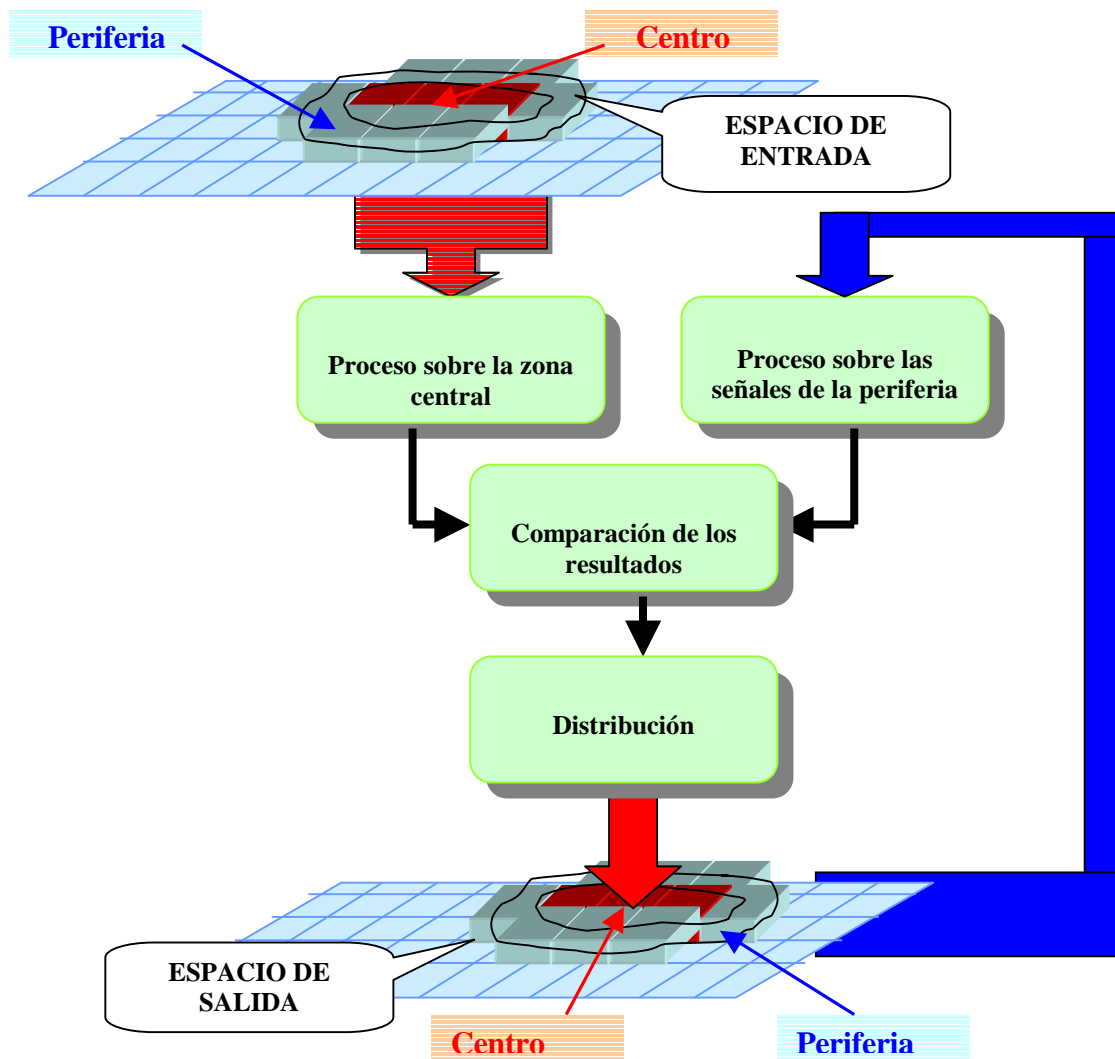 Periferia
Centro
ESPACIO DE
ENTRADA
Proceso sobre la zona
central
Proceso sobre las
señales de la periferia
Comparación de los
resultados
Distribución
ESPACIO DE
SALIDA
Centro
Periferia